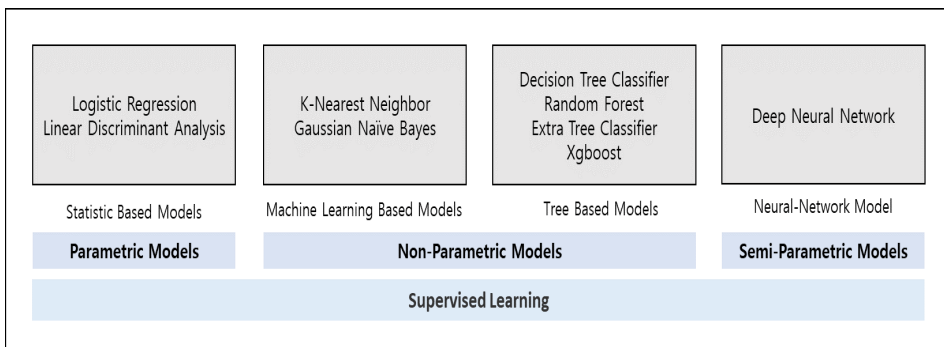 Logistic Regression
Linear Discriminant Analysis
Statistic Based Models
K-Nearest Neighbor
Gaussian Naïve Bayes
Machine Learning Based Models
Decision Tree Classifier
Random Forest
Extra Tree Classifier
Xgboost
Tree Based Models
Deep Neural Network
Neural-Network Model
Parametric Models
Non-Parametric Models
Semi-Parametric Models
Supervised Learning